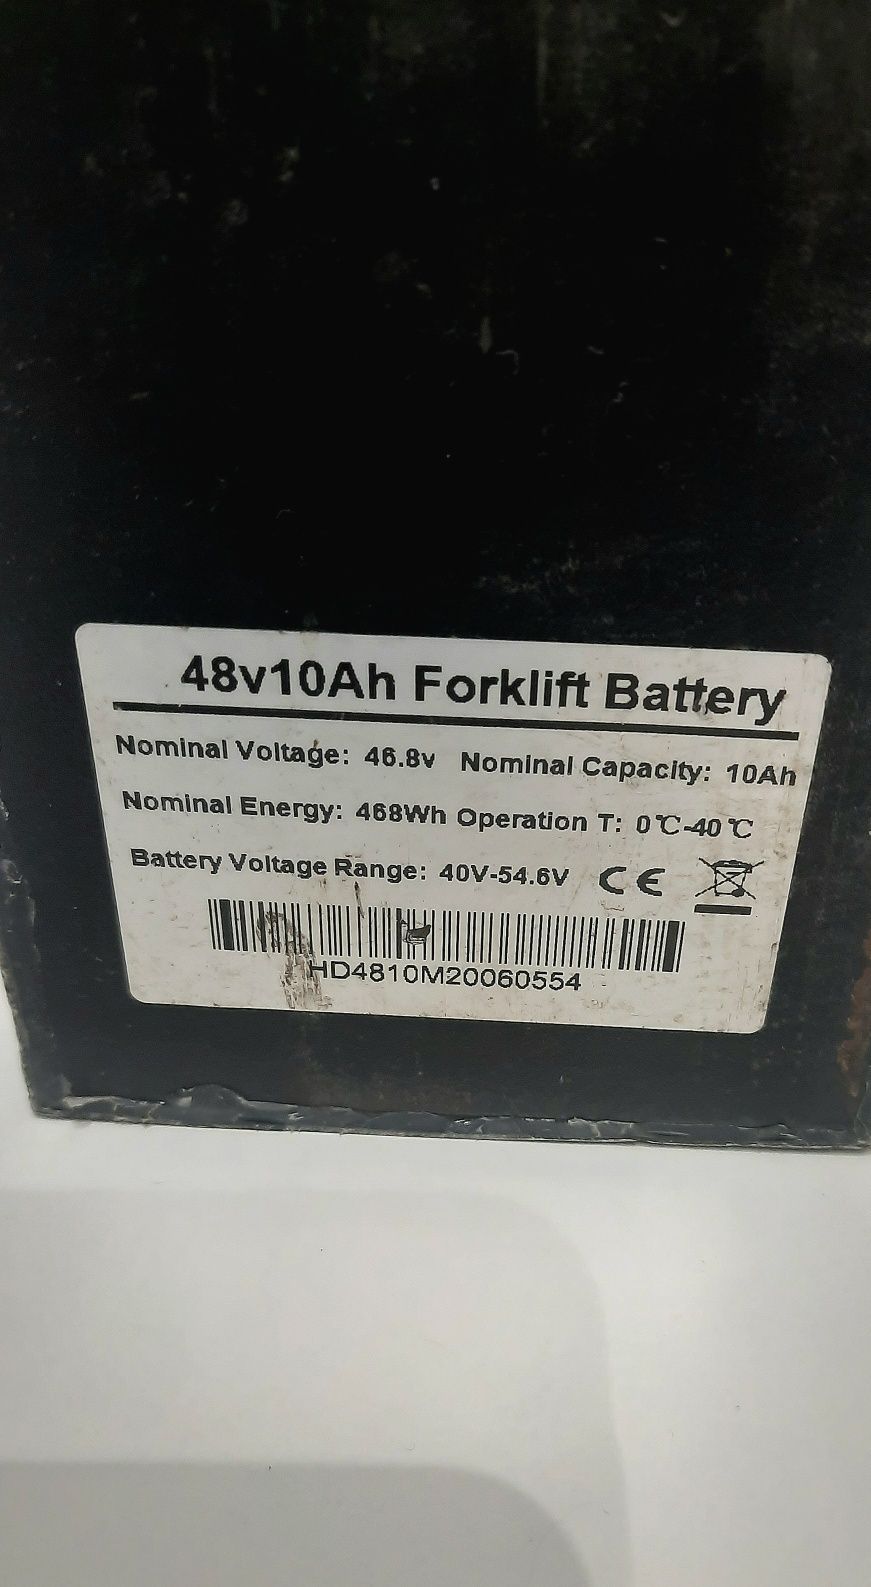 48v10Ah Forklift Battery
Nominal Voltage: 46.8v Nominal Capacity: 10Ah
Nominal Energy: 468Wh Operation T: 0℃-40℃
Battery Voltage Range: 40V-54.6V CE
HD4810M20060554